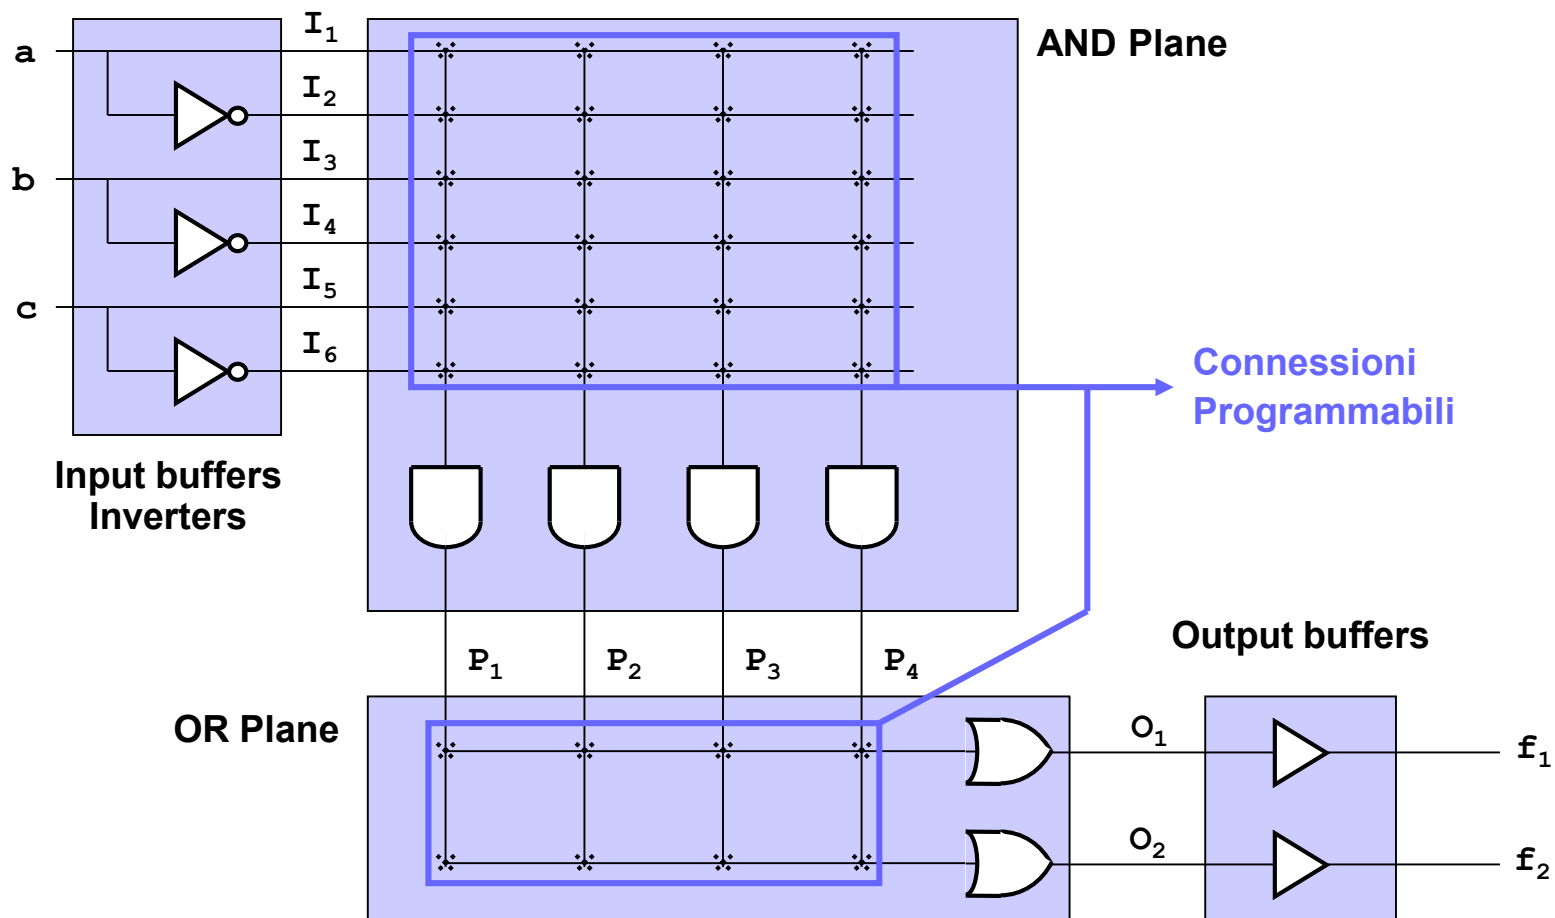 I1
a
AND Plane
I2
I3
b
I4
I5
c
I6
Connessioni
Programmabili
Input buffers
Inverters
P1
P2
P3
P4
Output buffers
OR Plane
O1
f1
O2
f2